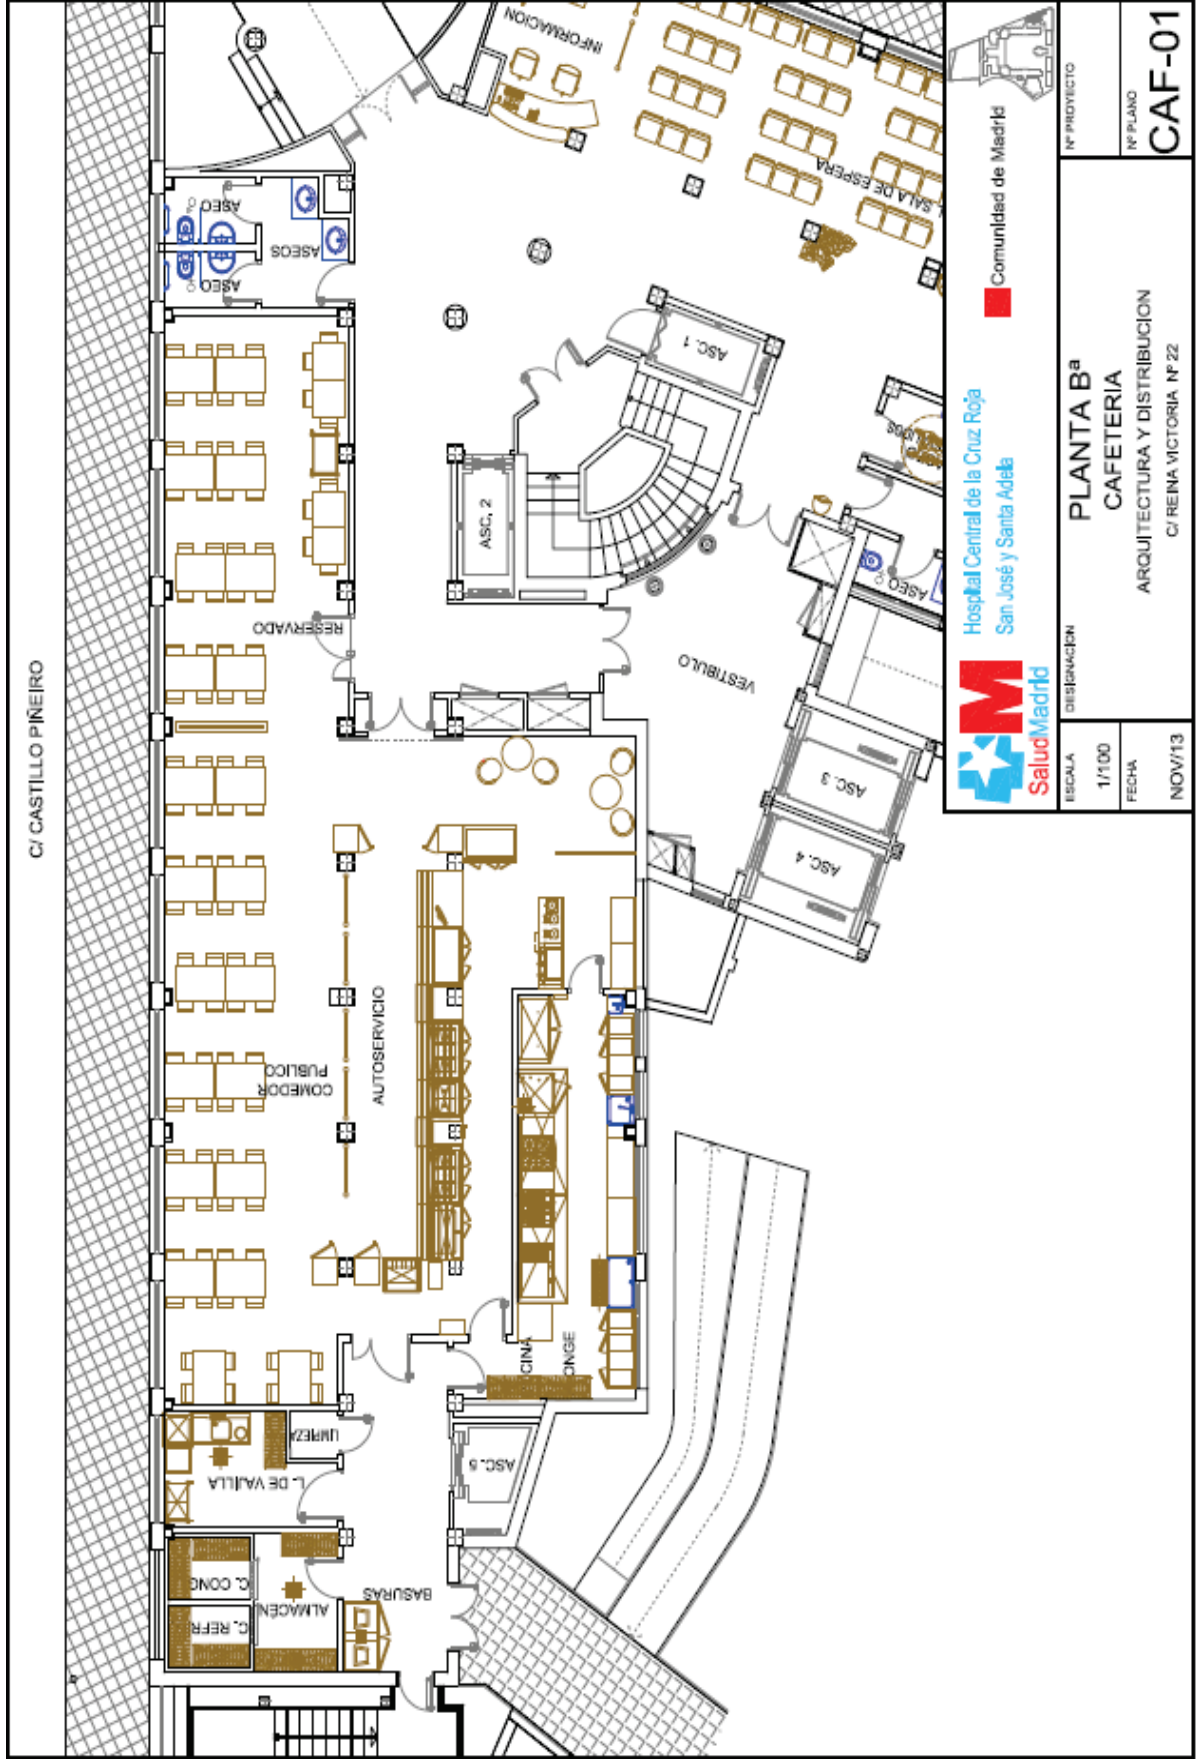 C/ CASTILLO PIÑEIRO
INFORMACION
SALA DE ESPERA
ASEO
ASEO
ASEOS
ASC. 1
ASC. 2
RESERVADO
VESTIBULO
ASEO
ASC. 3
ASC. 4
COMEDOR
PUBLICO
AUTOSERVICIO
CINA
ONGE
LIMPIEZA
L. DE VAJILLA
ASC. 5
C. CONG
C. REFR
ALMACÉN
BASURAS
SaludMadrid
Hospital Central de la Cruz Roja
San José y Santa Adela
Comunidad de Madrid
ESCALA
1/100
FECHA
NOV/13
DESIGNACION
PLANTA Bª
CAFETERIA
ARQUITECTURA Y DISTRIBUCION
C/ REINA VICTORIA Nº 22
Nº PROYECTO
Nº PLANO
CAF-01